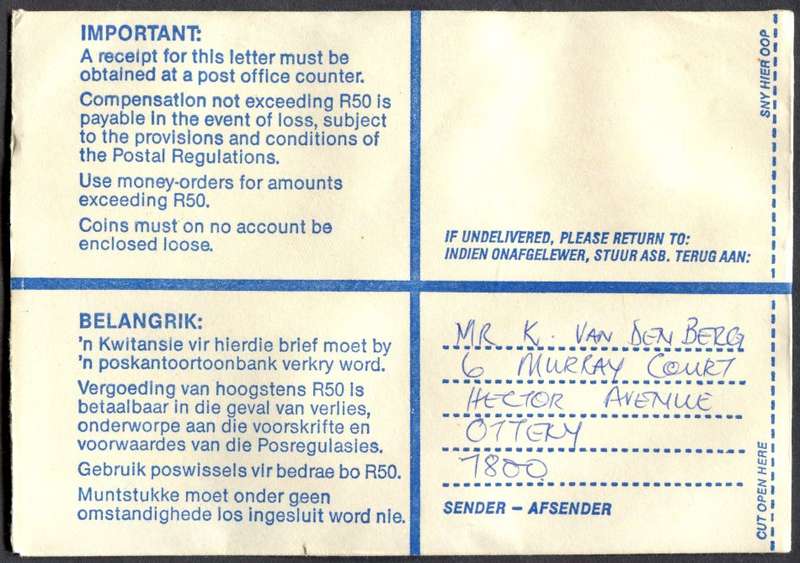 IMPORTANT:
A receipt for this letter must be
obtained at a post office counter.
Compensation not exceeding R50 is
payable in the event of loss, subject
to the provisions and conditions of
the Postal Regulations.
Use money-orders for amounts
exceeding R50.
Coins must on no account be
enclosed loose.
SNY HIER OOP
IF UNDELIVERED, PLEASE RETURN TO:
INDIEN ONAFGELEWER, STUUR ASB. TERUG AAN:
BELANGRIK:
'n Kwitansie vir hierdie brief moet by
'n poskantoortoonbank verkry word.
Vergoeding van hoogstens R50 is
betaalbaar in die geval van verlies,
onderworpe aan die voorskrifte en
voorwaardes van die Posregulasies.
Gebruik poswissels vir bedrae bo R50.
Muntstukke moet onder geen
omstandighede los ingesluit word nie.
MR K. VAN DEN BERG
6 MURRAY COURT
HECTOR AVENUE
OTTERY
7800
SENDER – AFSENDER
CUT OPEN HERE